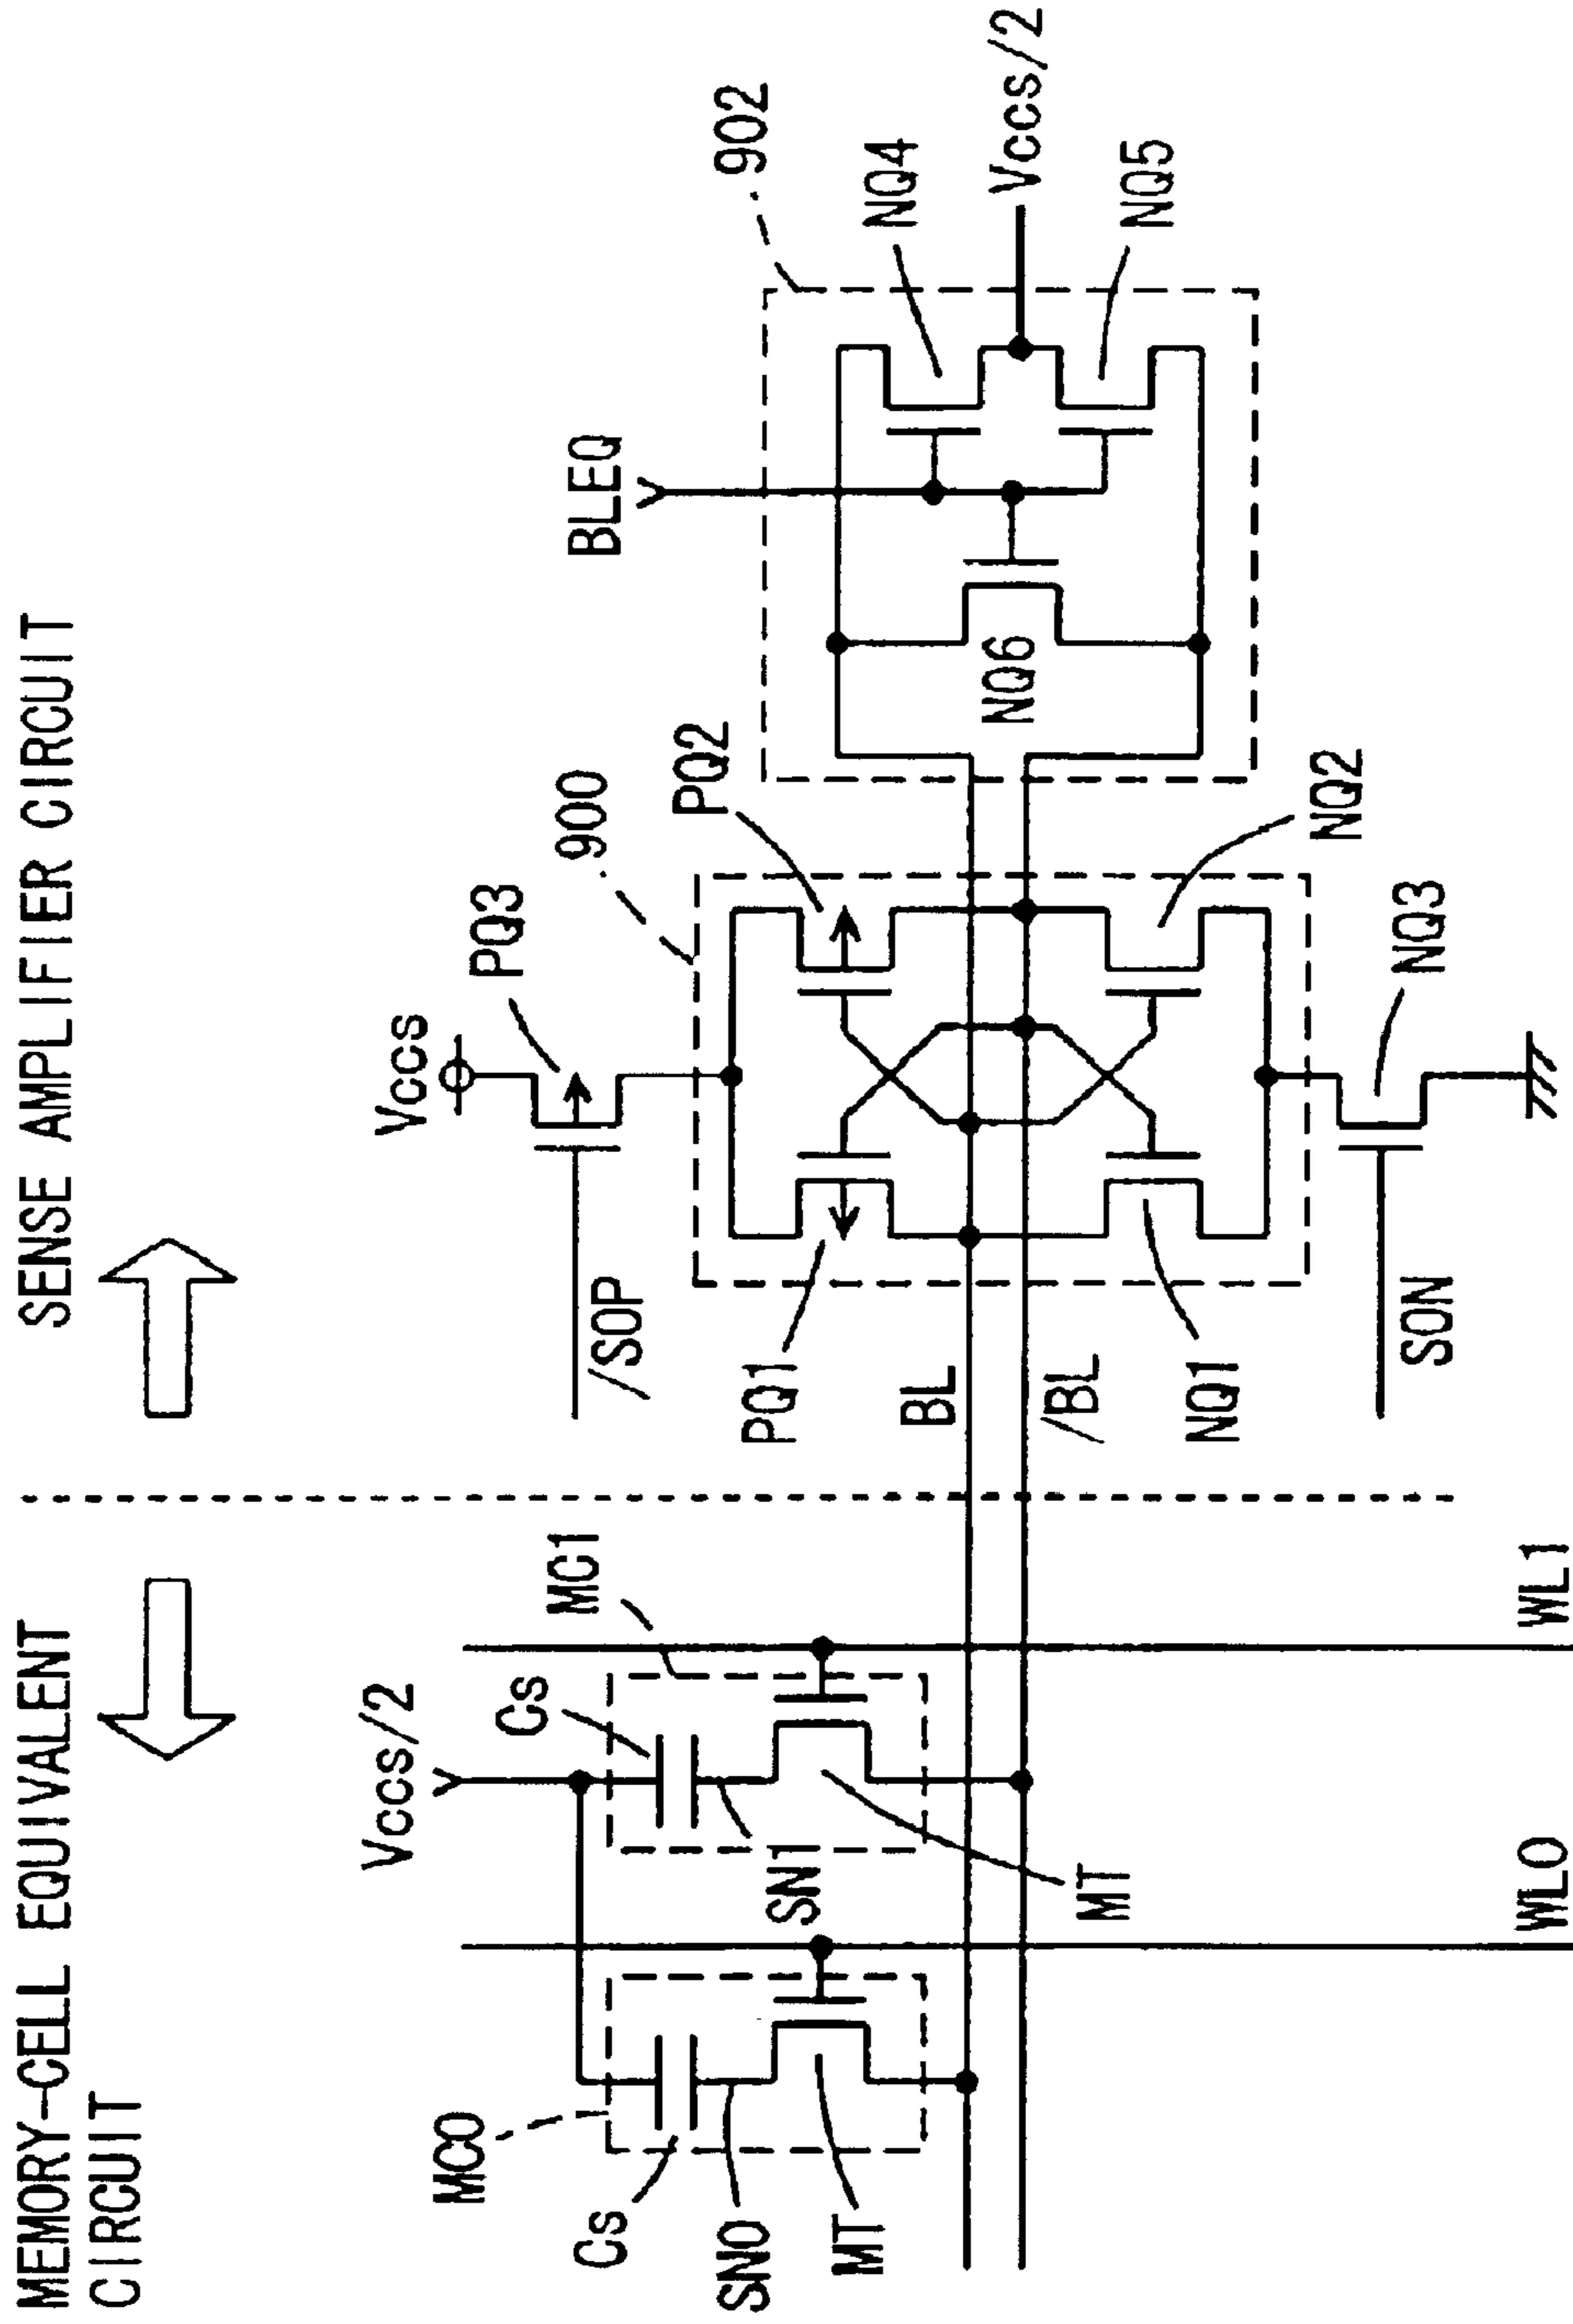 MEMORY-CELL EQUIVALENT
CIRCUIT
SENSE AMPLIFIER CIRCUIT
Vccs/2
Vccs
MC0
Cs
SN0
MT
Cs
MC1
SN1
MT
WL0
WL1
/SOP
PQ3
900
PQ1
PQ2
BL
/BL
NQ1
NQ2
SON
NQ3
BLEQ
902
NQ4
NQ6
Vccs/2
NQ5